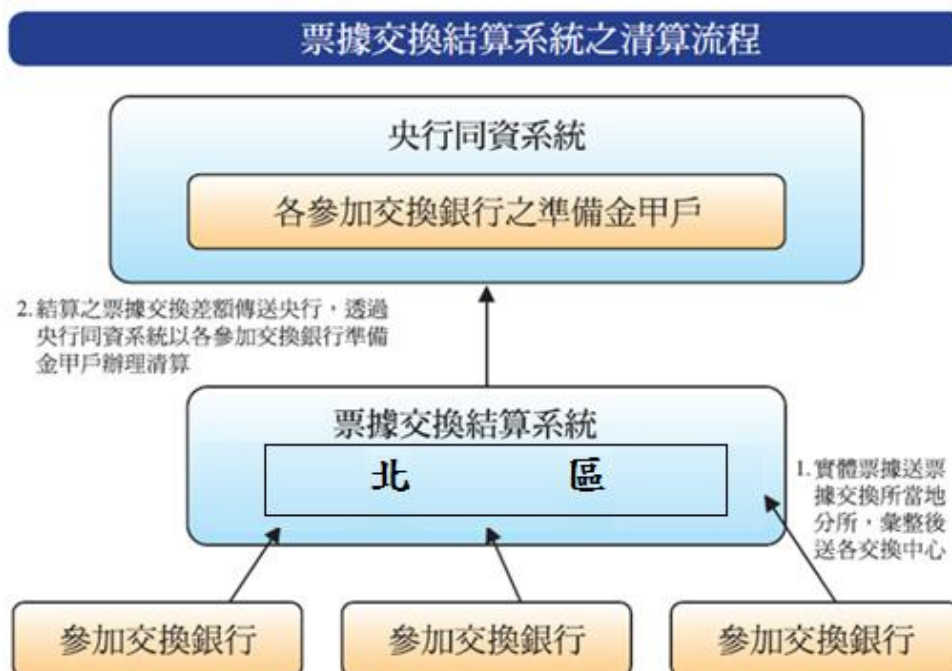 票據交換結算系統之清算流程
央行同資系統
各參加交換銀行之準備金甲戶
2. 結算之票據交換差額傳送央行，透過
央行同資系統以各參加交換銀行準備
金甲戶辦理清算
票據交換結算系統
北 區
1. 實體票據送票
據交換所當地
分所，彙整後
送各交換中心
參加交換銀行
參加交換銀行
參加交換銀行